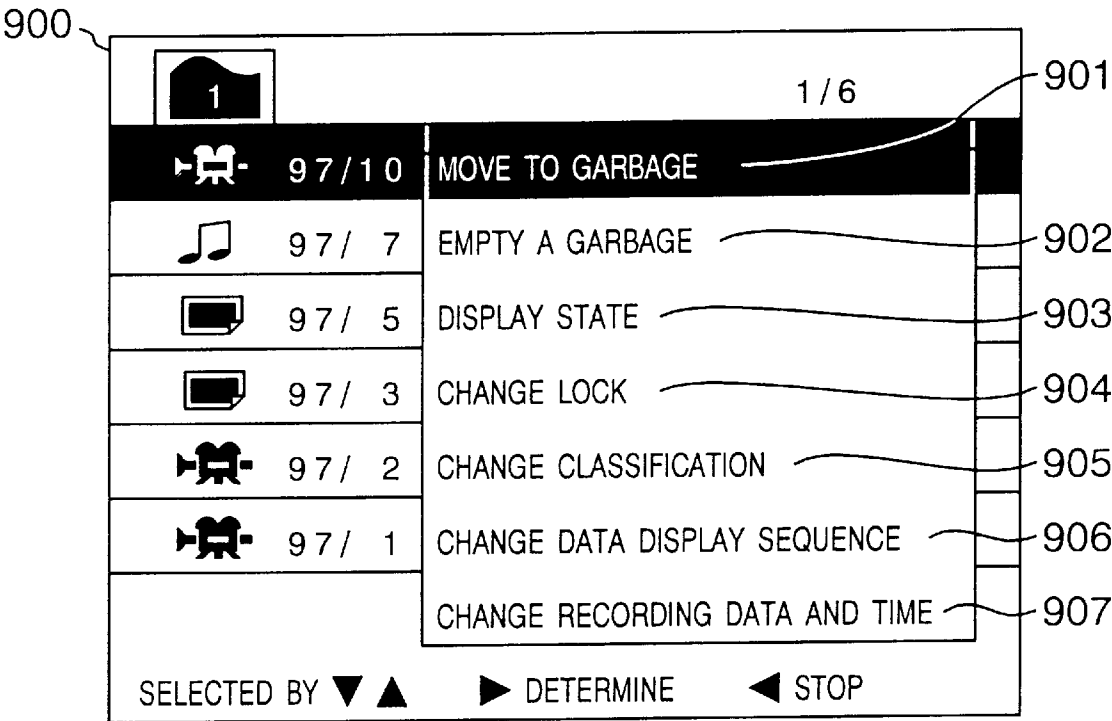 900
1 1/6 901
97/10 MOVE TO GARBAGE
97/ 7 EMPTY A GARBAGE 902
97/ 5 DISPLAY STATE 903
97/ 3 CHANGE LOCK 904
97/ 2 CHANGE CLASSIFICATION 905
97/ 1 CHANGE DATA DISPLAY SEQUENCE 906
CHANGE RECORDING DATA AND TIME 907
SELECTED BY ▼ ▲ ▶ DETERMINE ◀ STOP